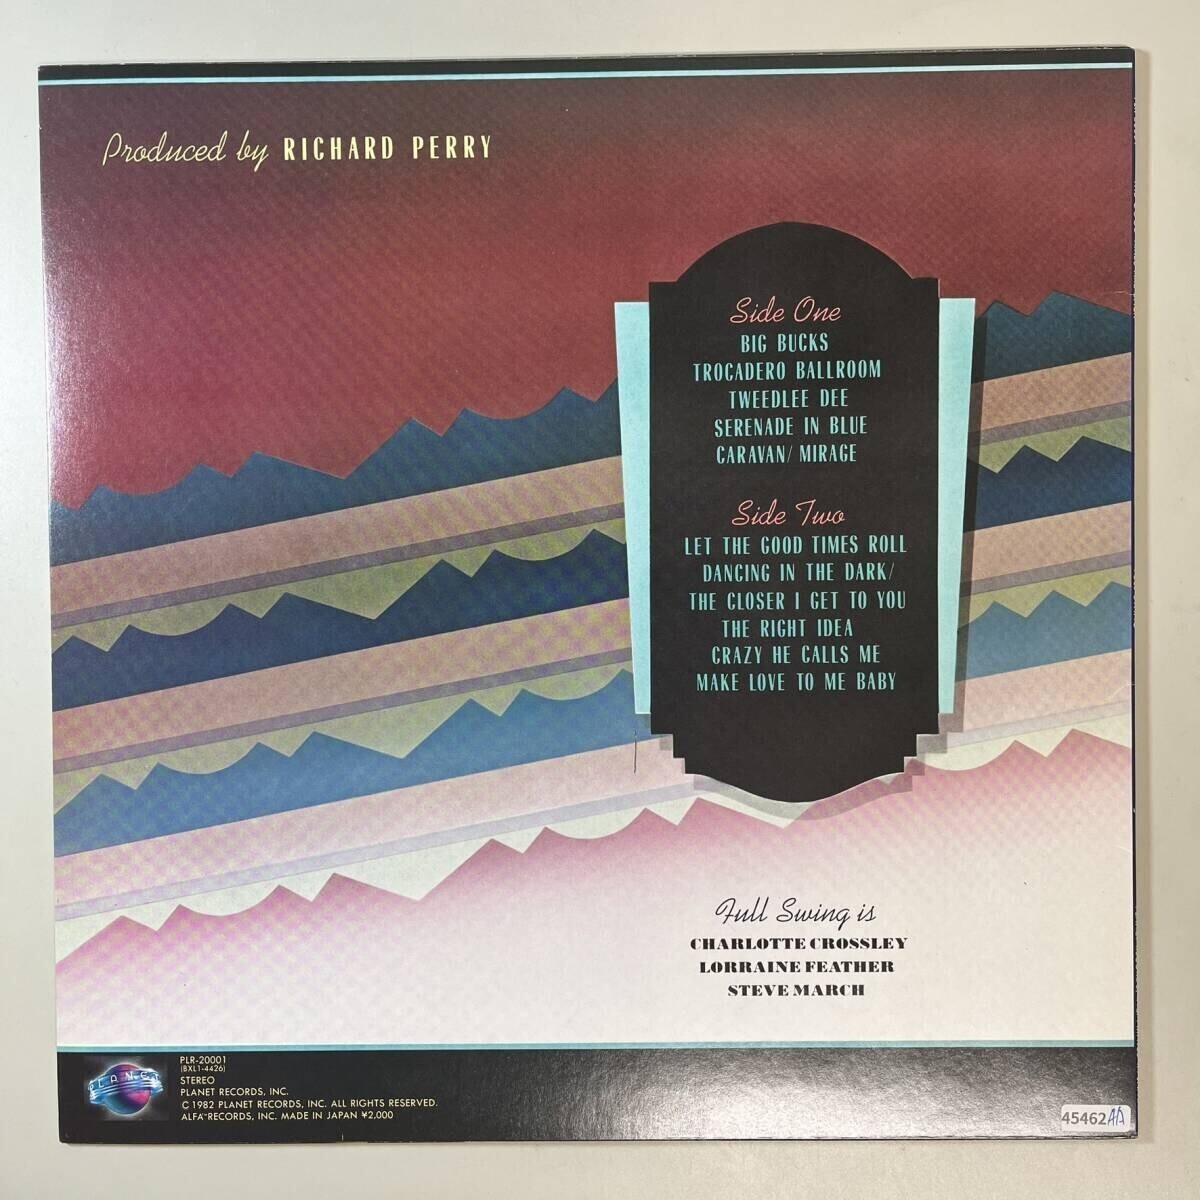 Produced by RICHARD PERRY
Side One
BIG BUCKS
TROCADERO BALLROOM
TWEEDLEE DEE
SERENADE IN BLUE
CARAVAN/ MIRAGE
Side Two
LET THE GOOD TIMES ROLL
DANCING IN THE DARK/
THE CLOSER I GET TO YOU
THE RIGHT IDEA
CRAZY HE CALLS ME
MAKE LOVE TO ME BABY
Full Swing is
CHARLOTTE CROSSLEY
LORRAINE FEATHER
STEVE MARCH
PLANET
PLR-20001
(BXL1-4426)
STEREO
PLANET RECORDS, INC.
© 1982 PLANET RECORDS, INC. ALL RIGHTS RESERVED.
ALFA™RECORDS, INC. MADE IN JAPAN ¥2,000
45462AA